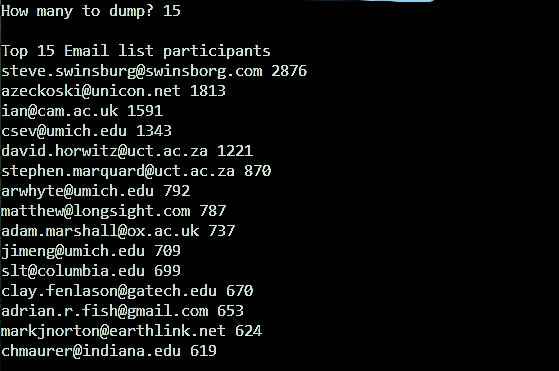 How many to dump? 15
Top 15 Email list participants
steve.swinsburg@swinsborg.com 2876
azeckoski@unicon.net 1813
ian@cam.ac.uk 1591
csev@umich.edu 1343
david.horwitz@uct.ac.za 1221
stephen.marquard@uct.ac.za 870
arwhyte@umich.edu 792
matthew@longsight.com 787
adam.marshall@ox.ac.uk 737
jimeng@umich.edu 709
slt@columbia.edu 699
clay.fenlason@gatech.edu 670
adrian.r.fish@gmail.com 653
markjnorton@earthlink.net 624
chmaurer@indiana.edu 619